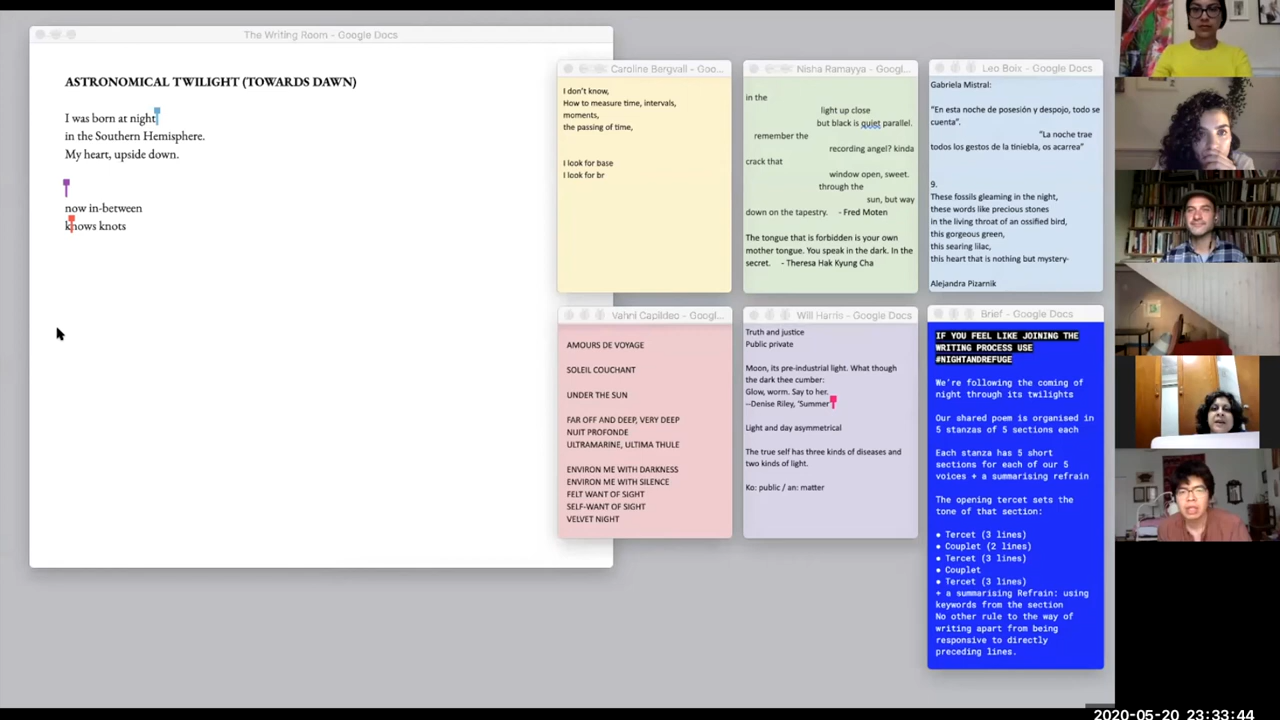 The Writing Room - Google Docs
ASTRONOMICAL TWILIGHT (TOWARDS DAWN)
I was born at night
in the Southern Hemisphere.
My heart, upside down.
now in-between
knows knots
Caroline Bergvall - Goo...
I don't know,
How to measure time, intervals,
moments,
the passing of time,
I look for base
I look for br
Nisha Ramayya - Googl...
in the
light up close
but black is quiet parallel.
remember the
recording angel? kinda
crack that
window open, sweet.
through the
sun, but way
down on the tapestry. - Fred Moten
The tongue that is forbidden is your own
mother tongue. You speak in the dark. In the
secret. - Theresa Hak Kyung Cha
Leo Boix - Google Docs
Gabriela Mistral:
“En esta noche de posesión y despojo, todo se
cuenta”.
“La noche trae
todos los gestos de la tiniebla, os acarrea”
9.
These fossils gleaming in the night,
these words like precious stones
in the living throat of an ossified bird,
this gorgeous green,
this searing lilac,
this heart that is nothing but mystery-
Alejandra Pizarnik
Vahni Capildeo - Googl...
AMOURS DE VOYAGE
SOLEIL COUCHANT
UNDER THE SUN
FAR OFF AND DEEP, VERY DEEP
NUIT PROFONDE
ULTRAMARINE, ULTIMA THULE
ENVIRON ME WITH DARKNESS
ENVIRON ME WITH SILENCE
FELT WANT OF SIGHT
SELF-WANT OF SIGHT
VELVET NIGHT
Will Harris - Google Docs
Truth and justice
Public private
Moon, its pre-industrial light. What though
the dark thee cumber:
Glow, worm. Say to her.
--Denise Riley, 'Summer'
Light and day asymmetrical
The true self has three kinds of diseases and
two kinds of light.
Ko: public / an: matter
Brief - Google Docs
IF YOU FEEL LIKE JOINING THE
WRITING PROCESS USE
#NIGHTANDREFUGE
We're following the coming of
night through its twilights
Our shared poem is organised in
5 stanzas of 5 sections each
Each stanza has 5 short
sections for each of our 5
voices + a summarising refrain
The opening tercet sets the
tone of that section:
• Tercet (3 lines)
• Couplet (2 lines)
• Tercet (3 lines)
• Couplet
• Tercet (3 lines)
+ a summarising Refrain: using
keywords from the section
No other rule to the way of
writing apart from being
responsive to directly
preceding lines.
2020-05-20 23:33:44